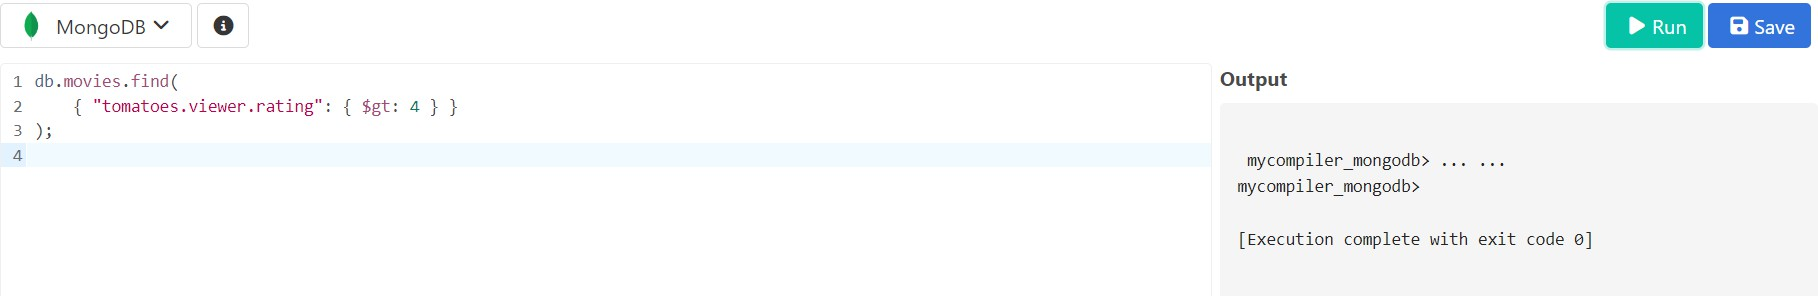 MongoDB
Run
Save
1 db.movies.find(
2     { "tomatoes.viewer.rating": { $gt: 4 } }
3 );
4
Output
mycompiler_mongodb> ... ...
mycompiler_mongodb>
[Execution complete with exit code 0]